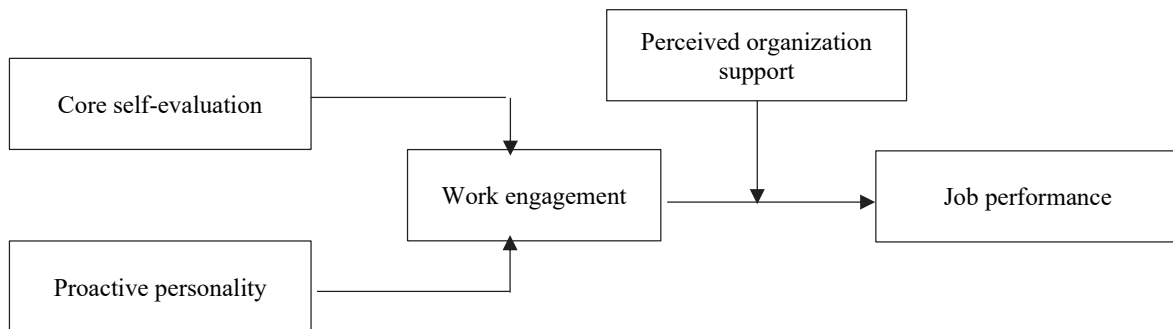 Perceived organization
support
Core self-evaluation
Work engagement
Job performance
Proactive personality